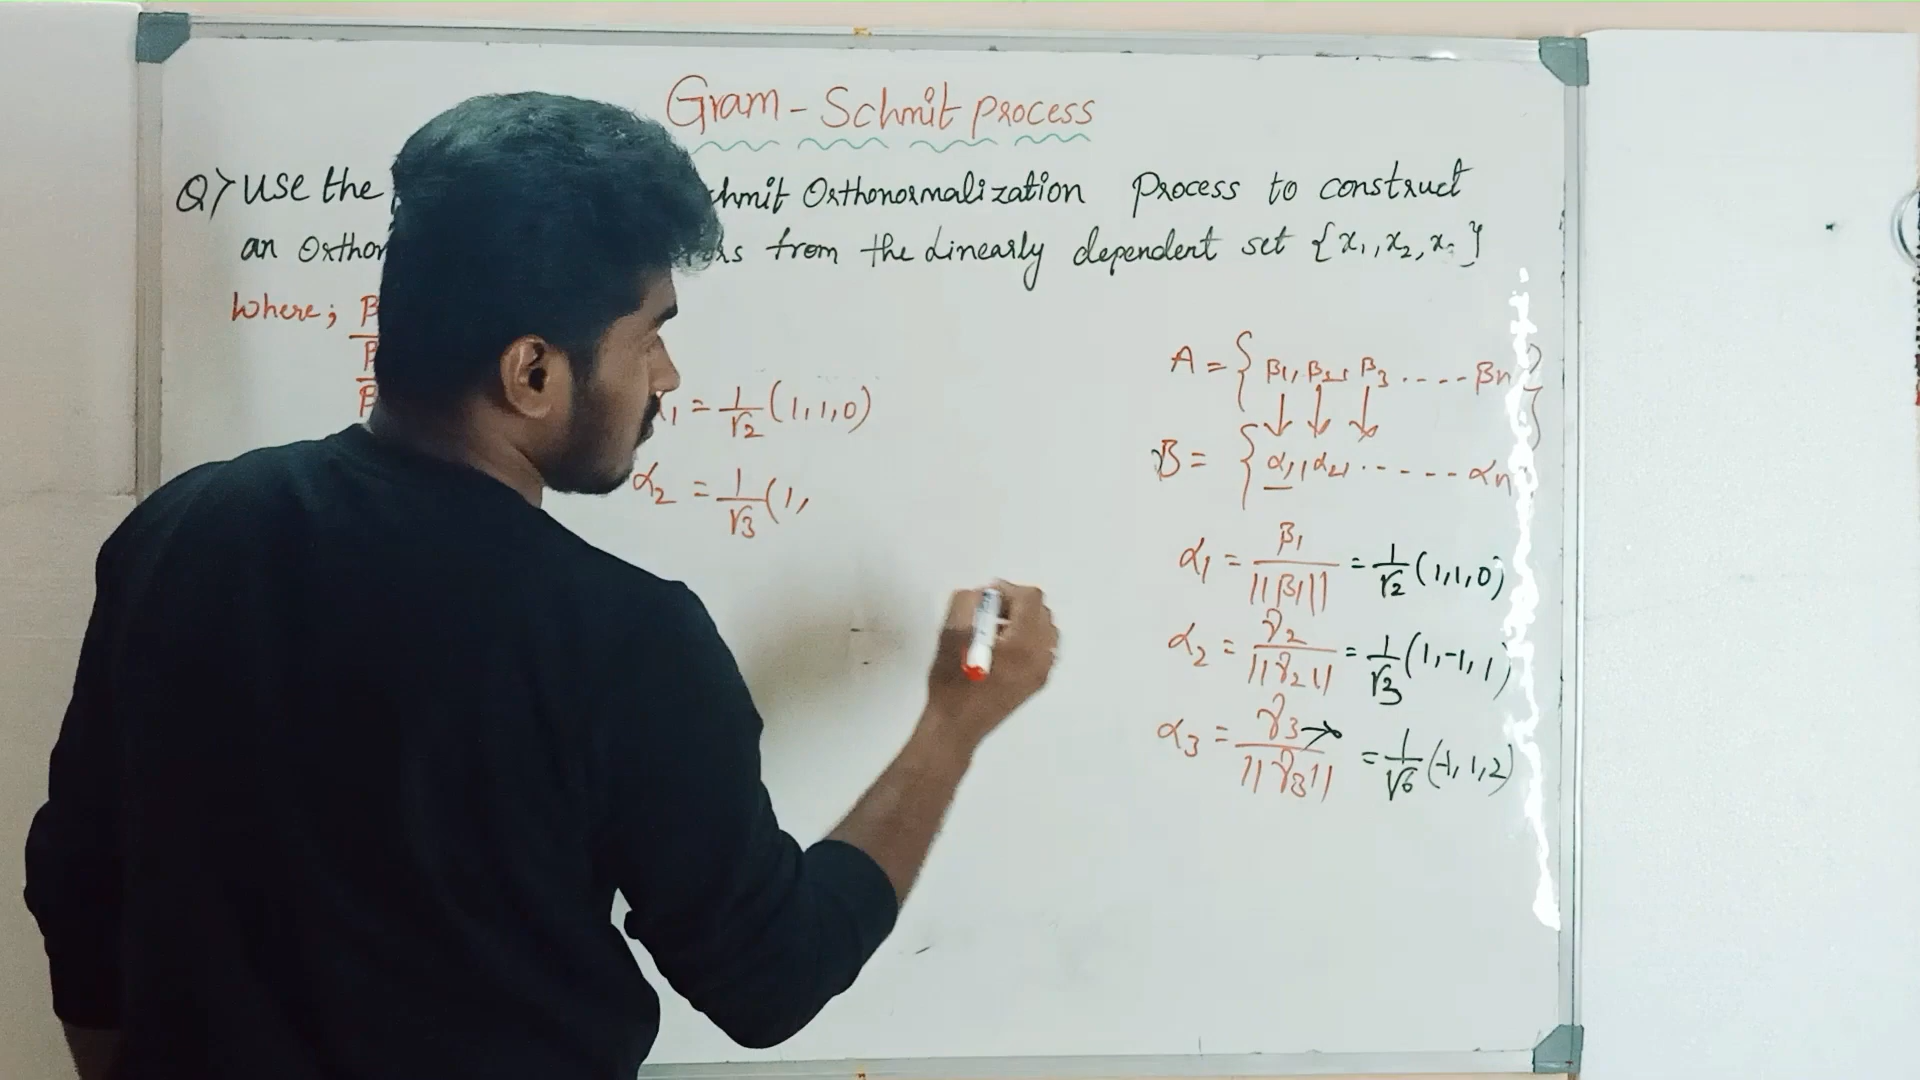 Gram - Schmit process
Q> Use the hmit Orthonormalization Process to construct
an Orthon from the Linearly dependent set {x₁, x₂, x }
Where; β
β
β
A = { β₁, β₂, β₃ .... βn }
α₁ = 1/√2 (1,1,0)
B = { α₁, α₂, ...... αn
α₂ = 1/√3 (1,
α₁ = β₁/||β₁|| = 1/√2 (1,1,0)
α₂ = γ₂/||γ₂|| = 1/√3 (1,-1,1)
α₃ = γ₃→/||γ₃|| = 1/√6 (-1,1,2)